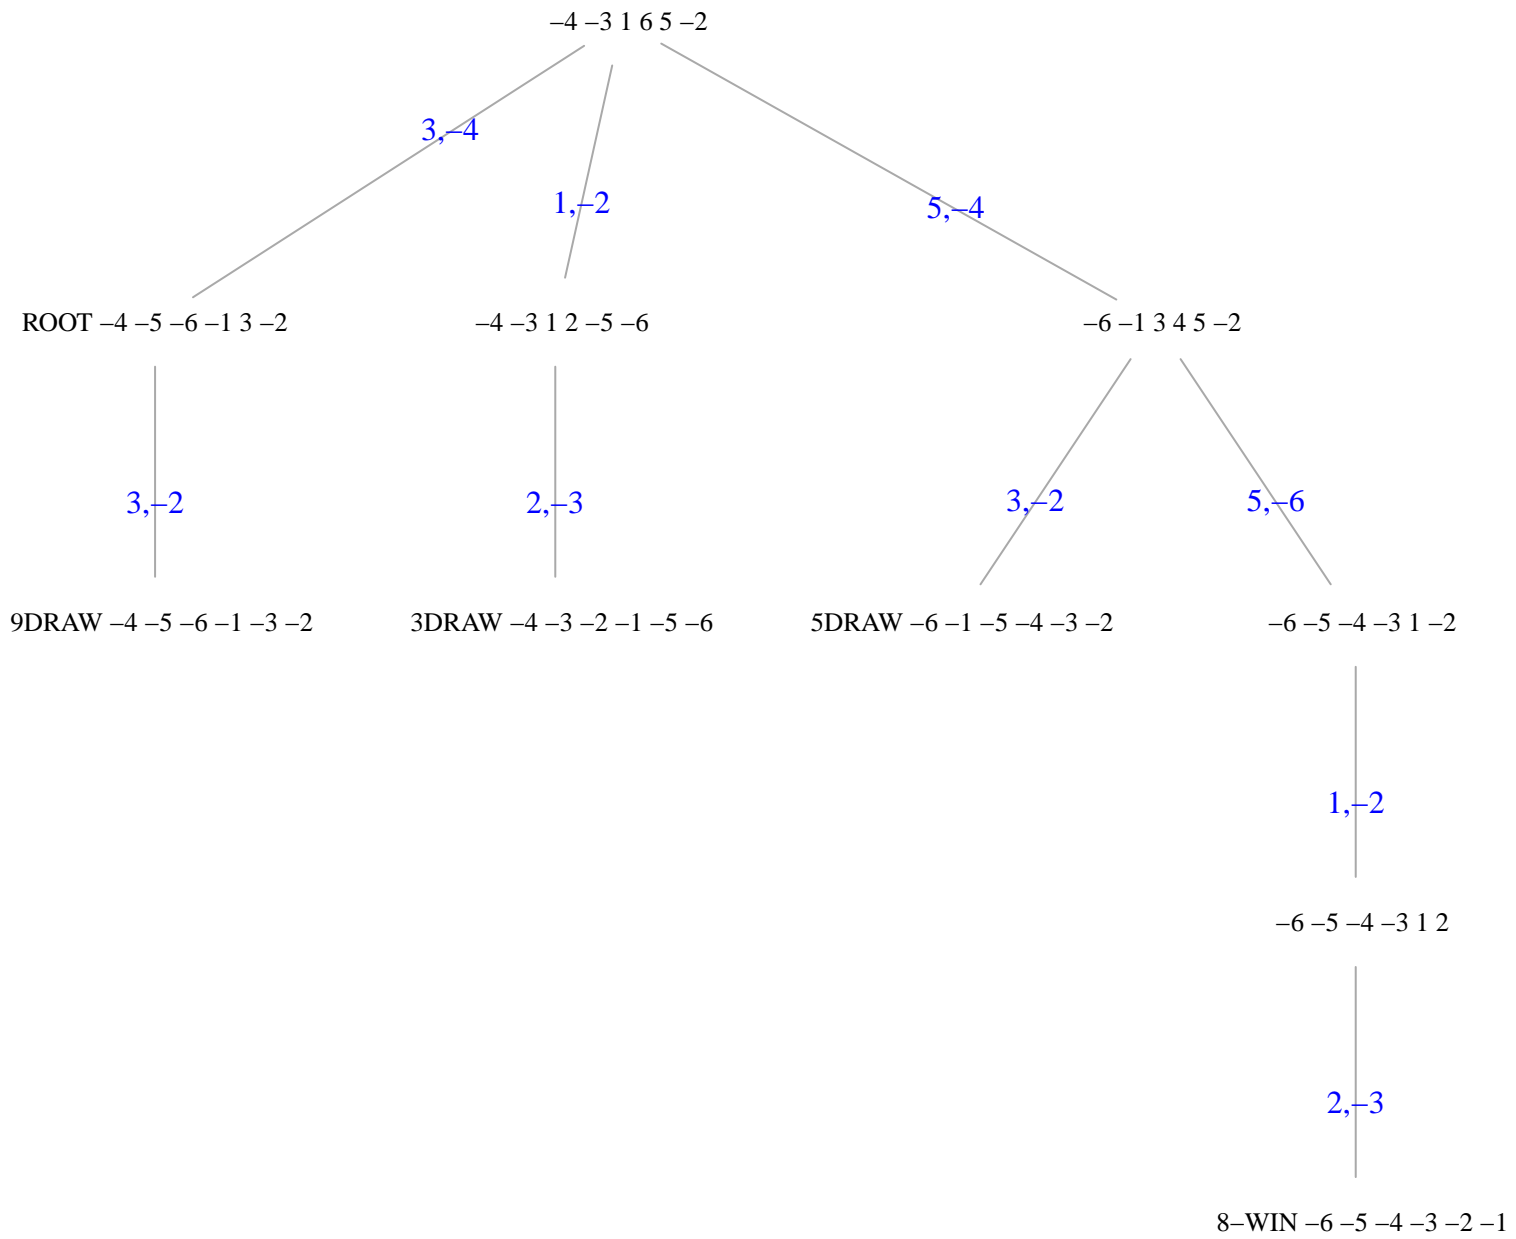 –4 –3 1 6 5 –2
3,–4
1,–2
5,–4
ROOT –4 –5 –6 –1 3 –2
–4 –3 1 2 –5 –6
–6 –1 3 4 5 –2
3,–2
2,–3
3,–2
5,–6
9DRAW –4 –5 –6 –1 –3 –2
3DRAW –4 –3 –2 –1 –5 –6
5DRAW –6 –1 –5 –4 –3 –2
–6 –5 –4 –3 1 –2
1,–2
–6 –5 –4 –3 1 2
2,–3
8–WIN –6 –5 –4 –3 –2 –1